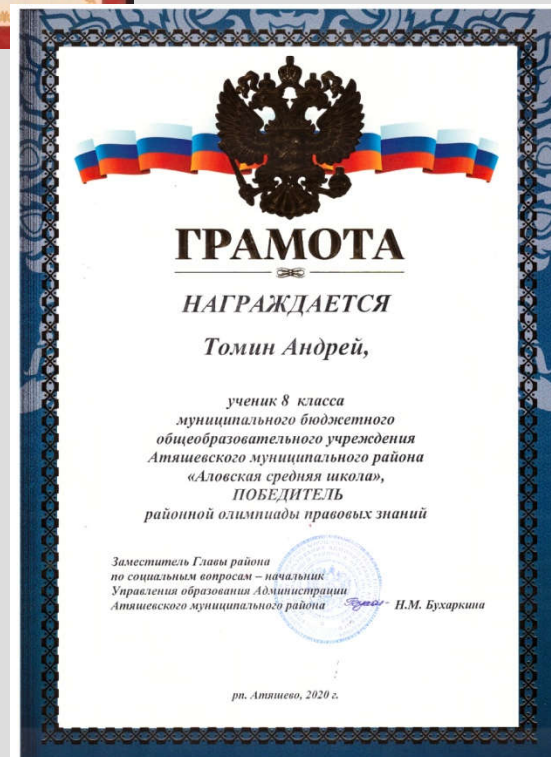 ГРАМОТА
НАГРАЖДАЕТСЯ
Томин Андрей,
ученик 8 класса
муниципального бюджетного
общеобразовательного учреждения
Атяшевского муниципального района
«Аловская средняя школа»,
ПОБЕДИТЕЛЬ
районной олимпиады правовых знаний
Заместитель Главы района
по социальным вопросам – начальник
Управления образования Администрации
Атяшевского муниципального района Н.М. Бухаркина
рп. Атяшево, 2020 г.